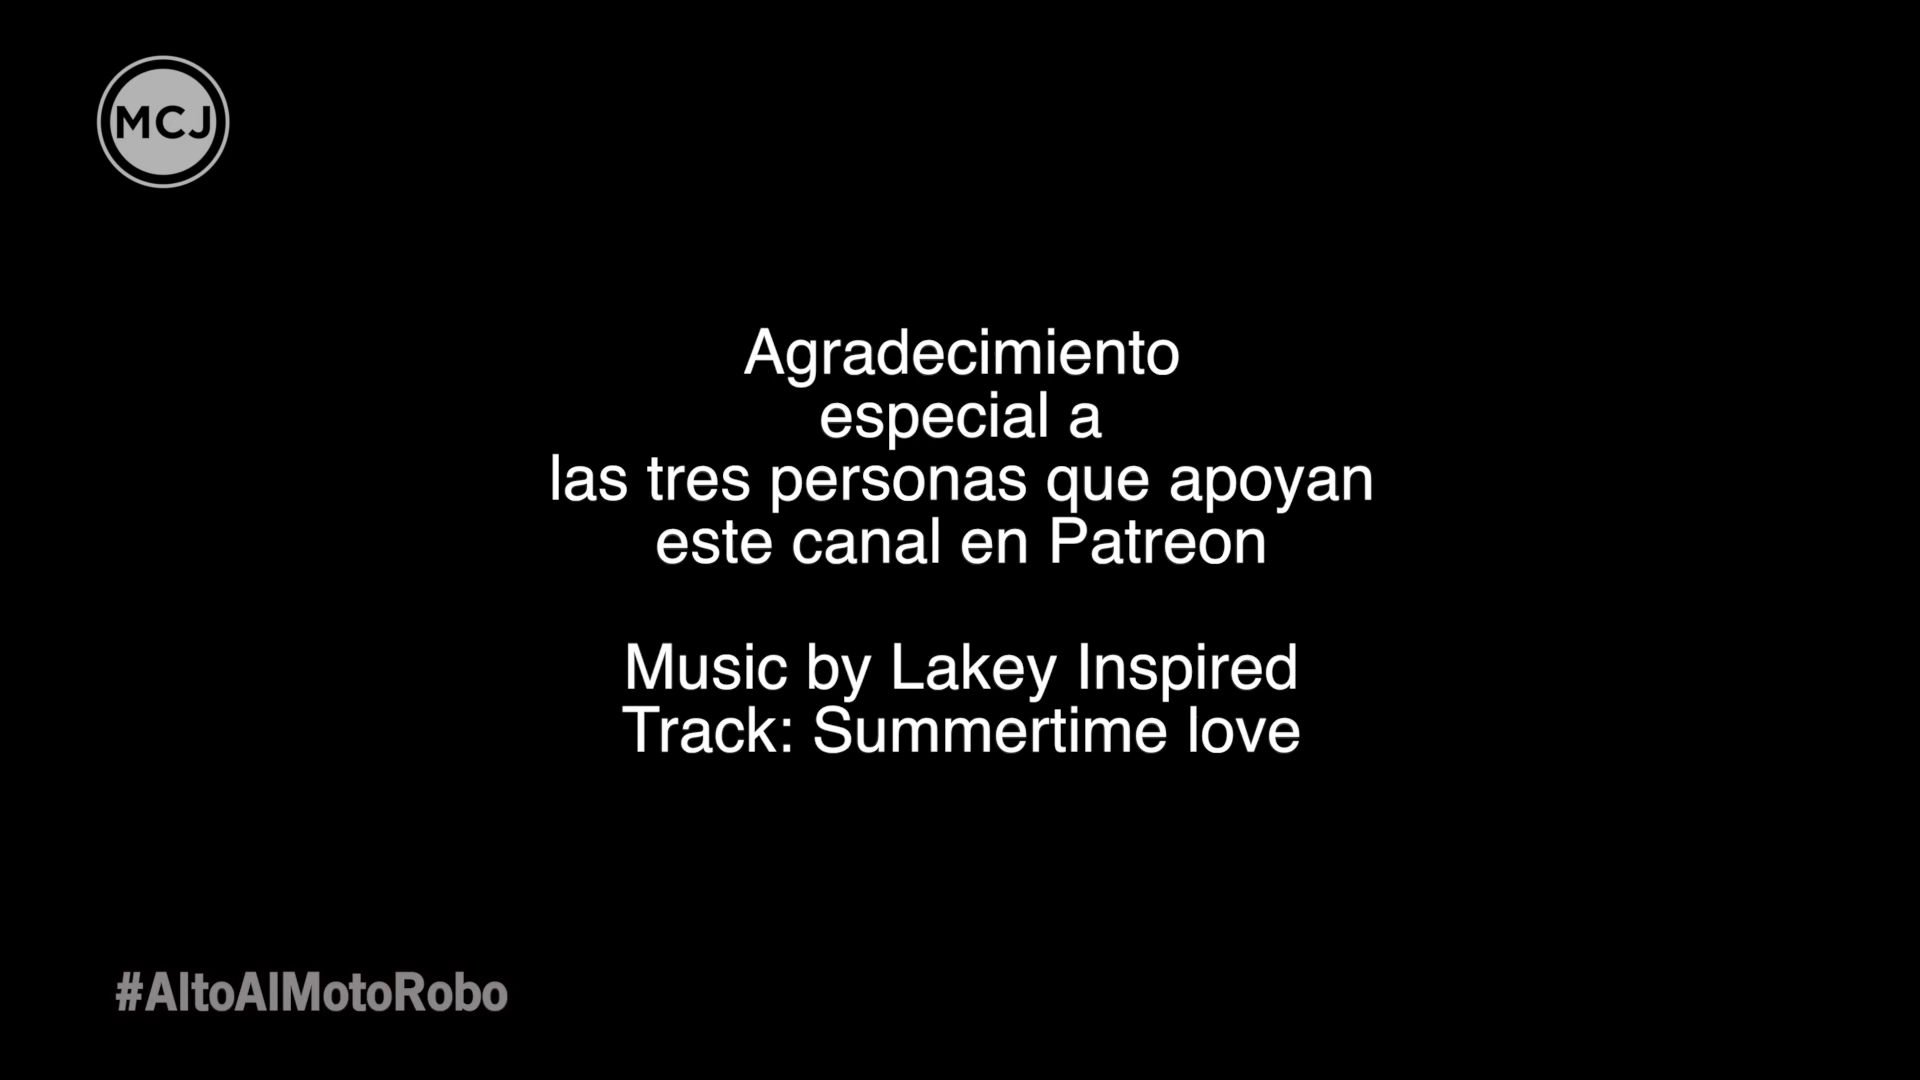 MCJ
Agradecimiento
especial a
las tres personas que apoyan
este canal en Patreon
Music by Lakey Inspired
Track: Summertime love
#AltoAlMotoRobo